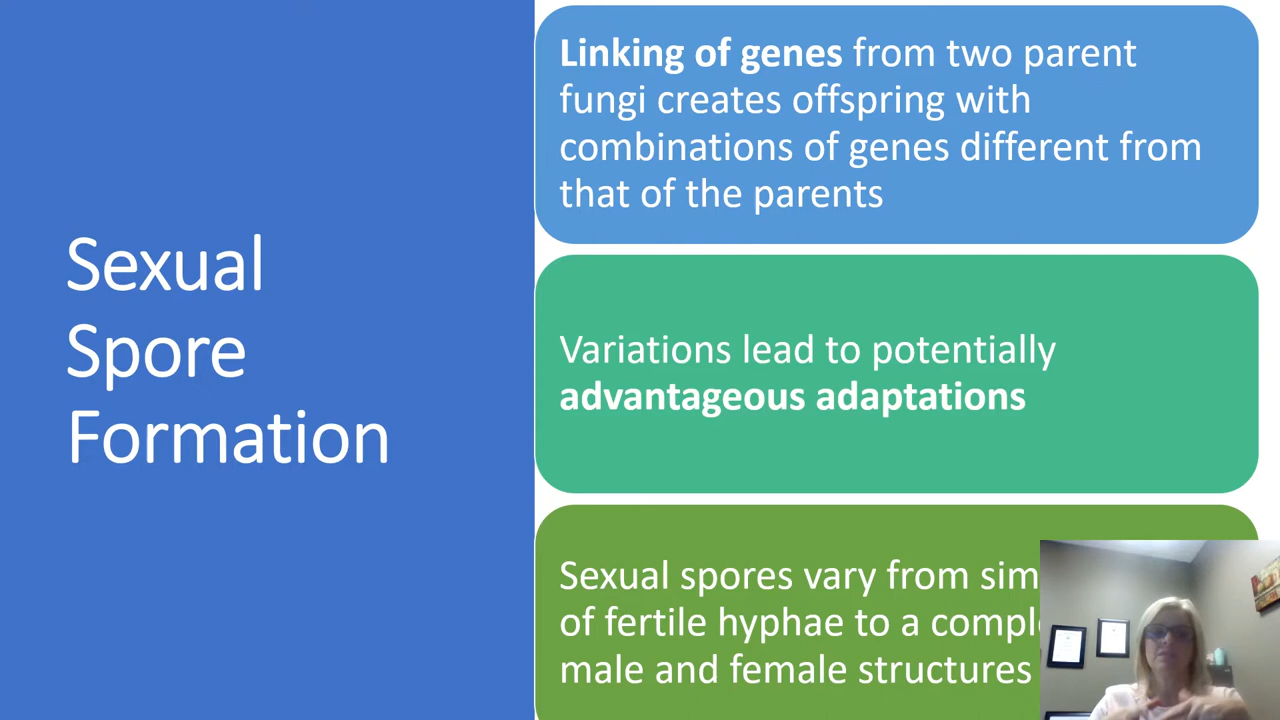 Sexual
Spore
Formation
Linking of genes from two parent
fungi creates offspring with
combinations of genes different from
that of the parents
Variations lead to potentially
advantageous adaptations
Sexual spores vary from
of fertile hyphae to a
male and female structures